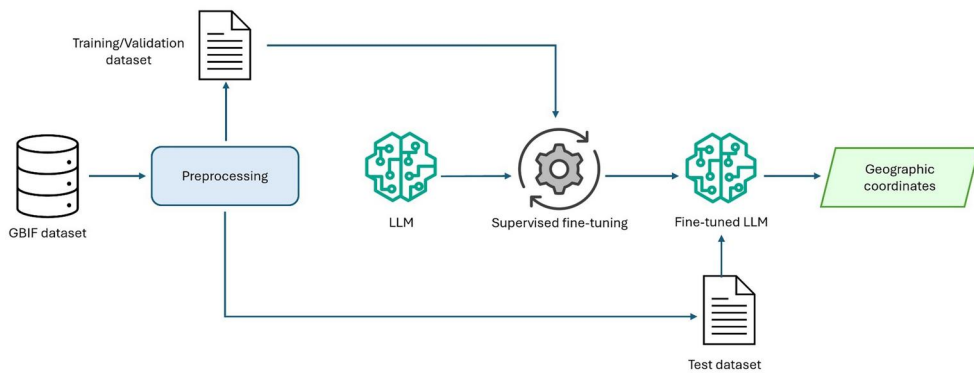 Training/Validation
dataset
GBIF dataset
Preprocessing
LLM
Supervised fine-tuning
Fine-tuned LLM
Geographic
coordinates
Test dataset